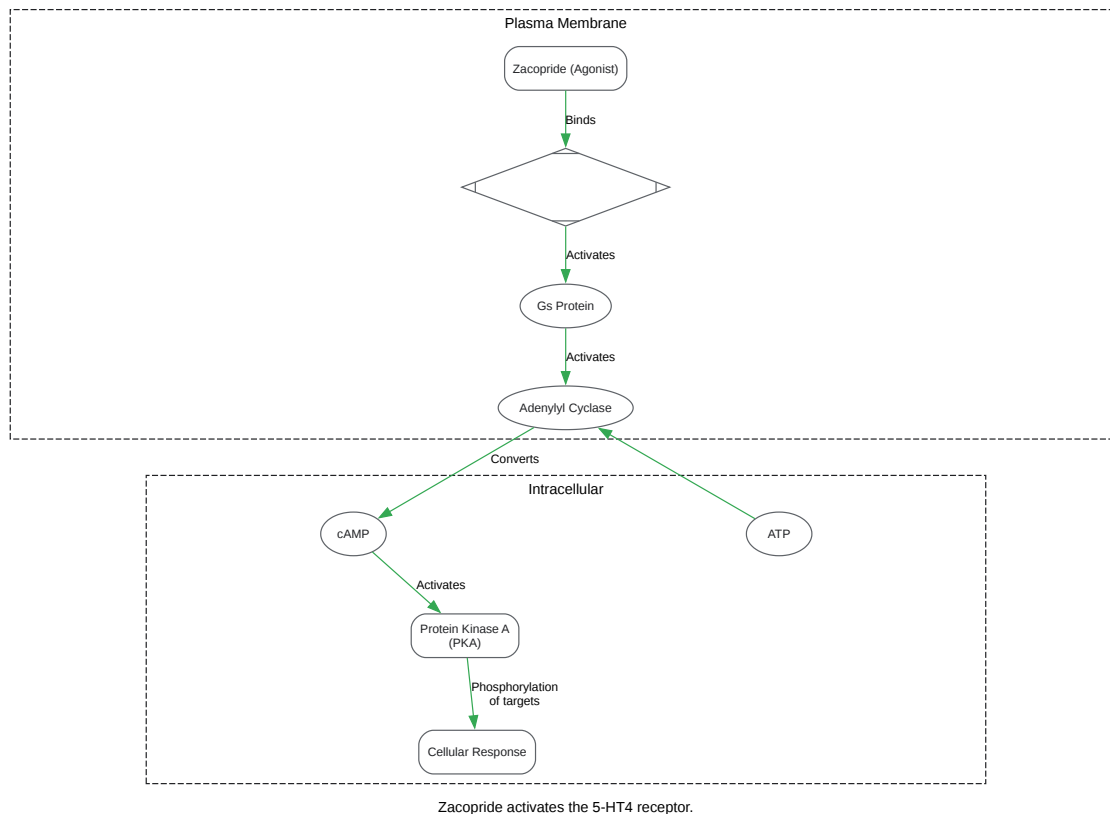 Plasma Membrane
Zacopride (Agonist)
Binds
Activates
Gs Protein
Activates
Adenylyl Cyclase
Converts
Intracellular
cAMP
ATP
Activates
Protein Kinase A
(PKA)
Phosphorylation
of targets
Cellular Response
Zacopride activates the 5-HT4 receptor.